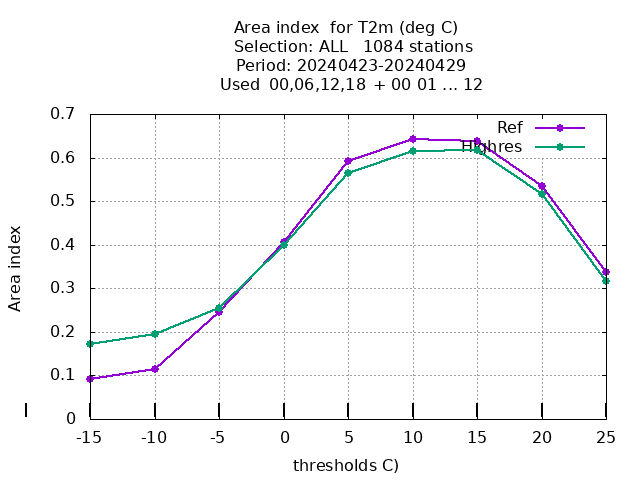 Area index for T2m (deg C)
Selection: ALL 1084 stations
Period: 20240423-20240429
Used 00,06,12,18 + 00 01 ... 12
0.7
0.6
0.5
0.4
0.3
0.2
0.1
0
Area index
Ref
Highres
-15 -10 -5 0 5 10 15 20 25
thresholds C)